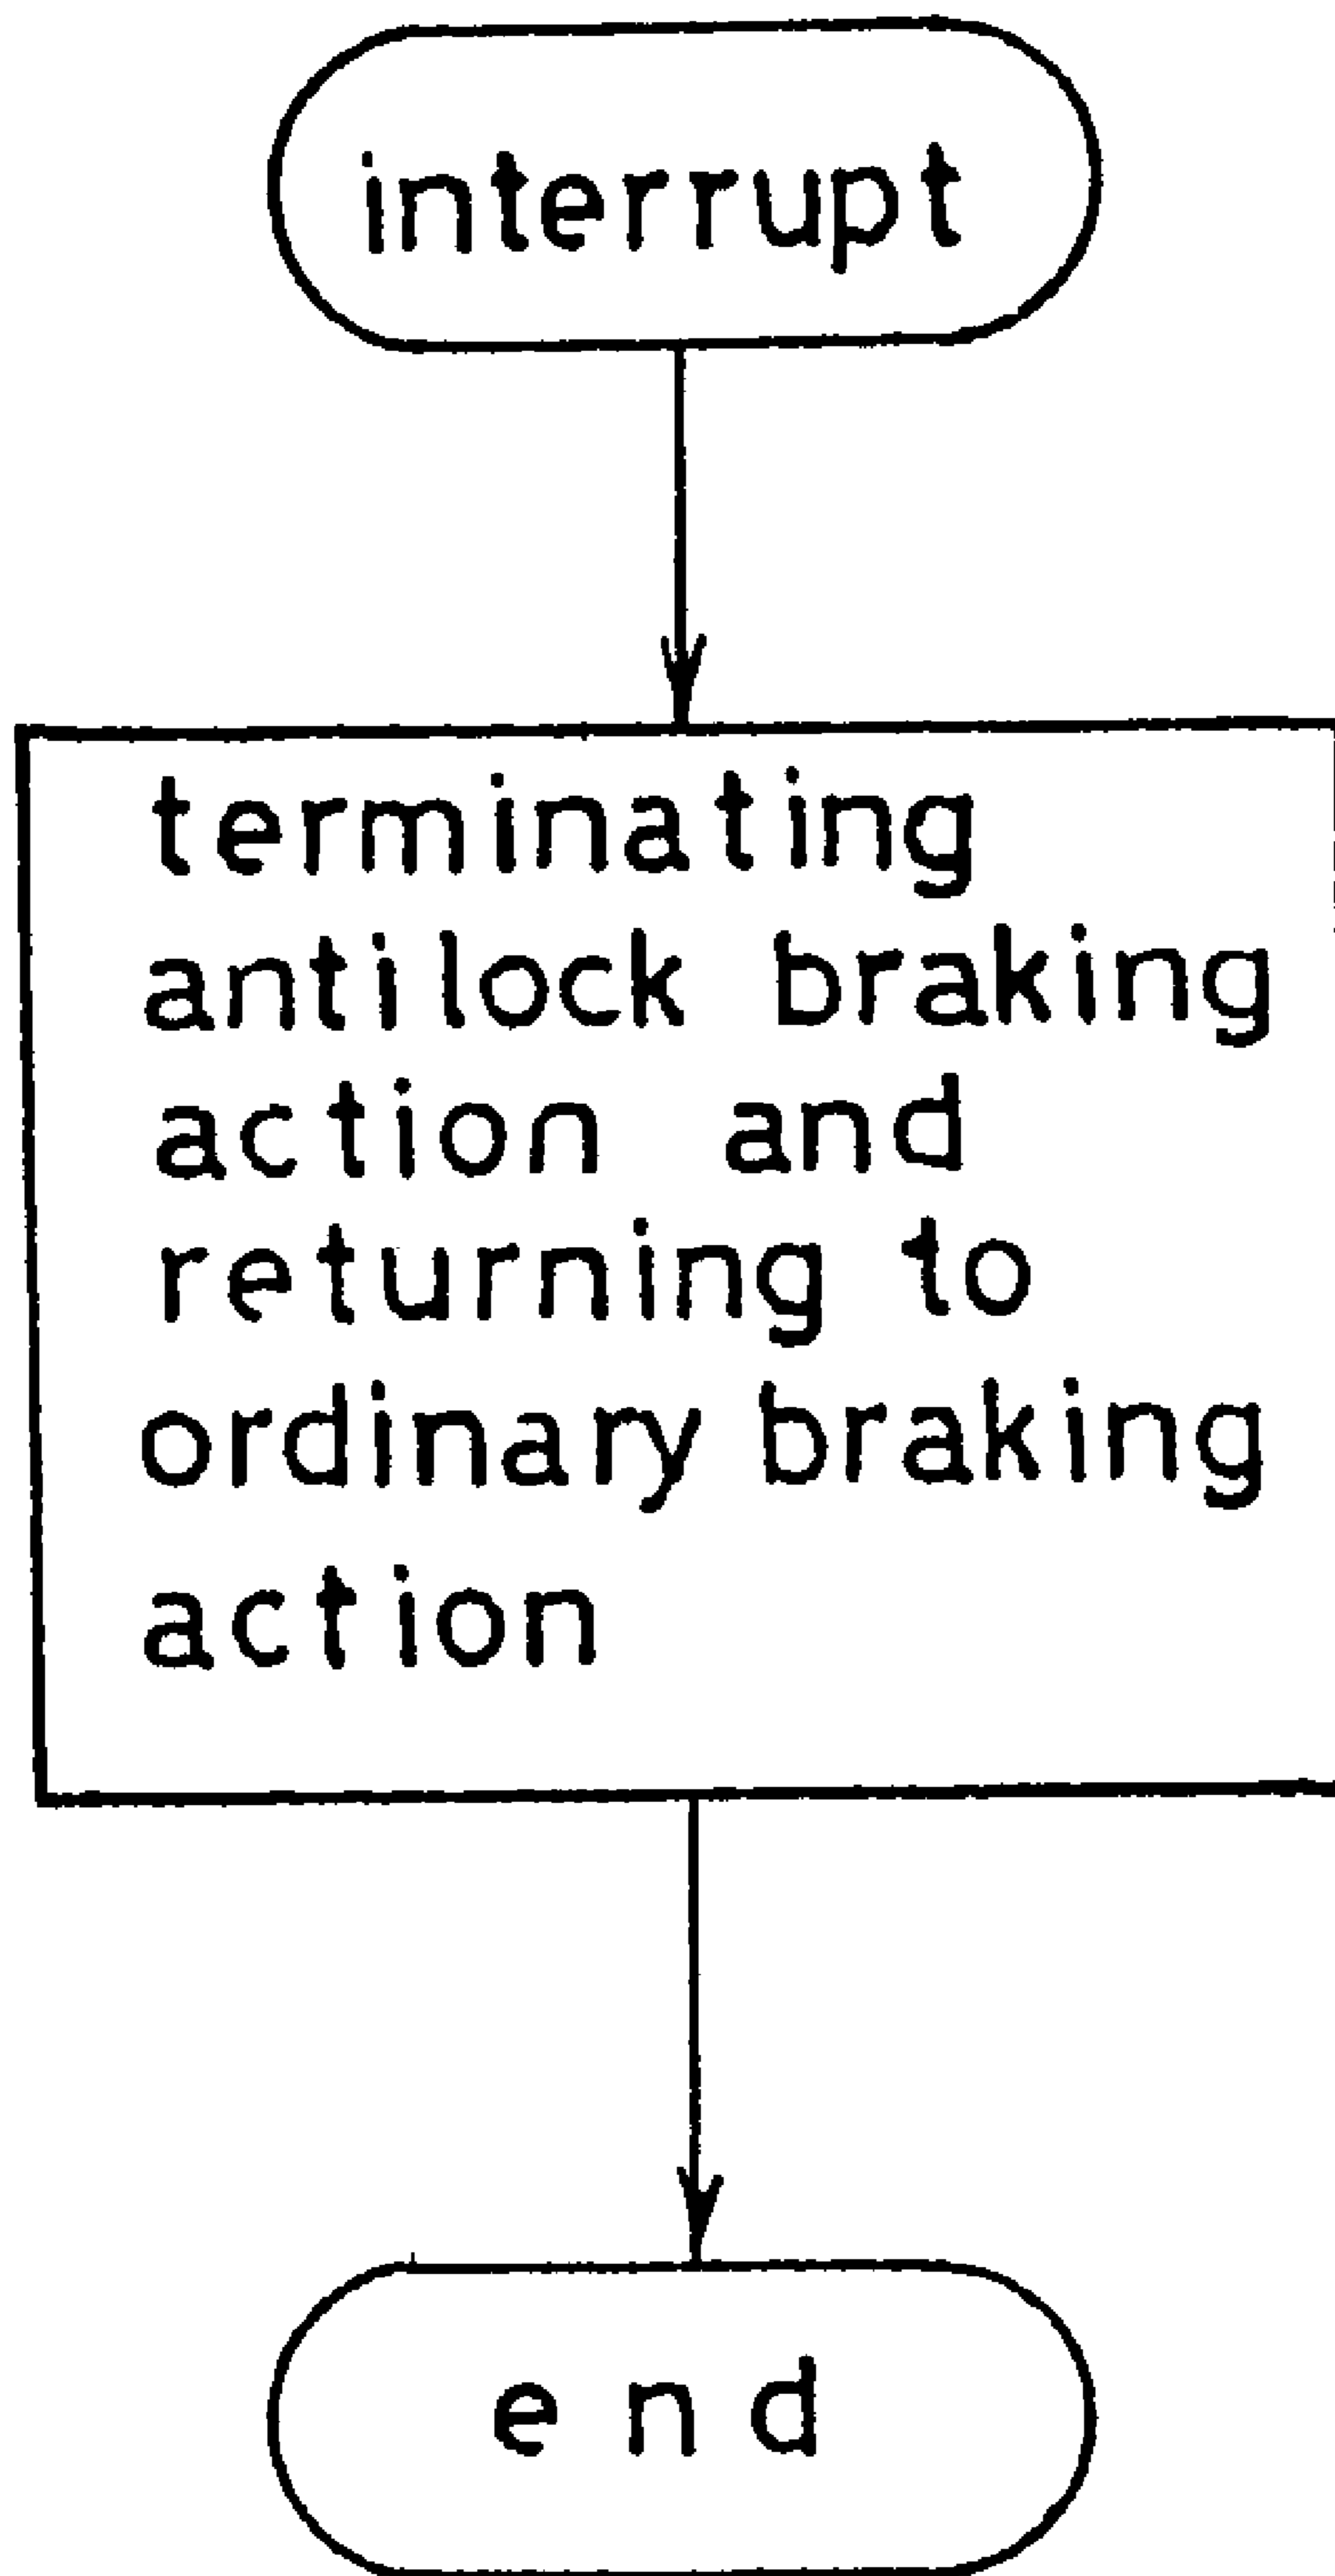 interrupt
terminating
antilock braking
action and
returning to
ordinary braking
action
end